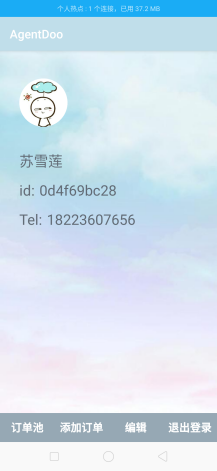 个人热点：1 个连接，已用 37.2 MB
AgentDoo
苏雪莲
id: 0d4f69bc28
Tel: 18223607656
订单池 添加订单 编辑 退出登录